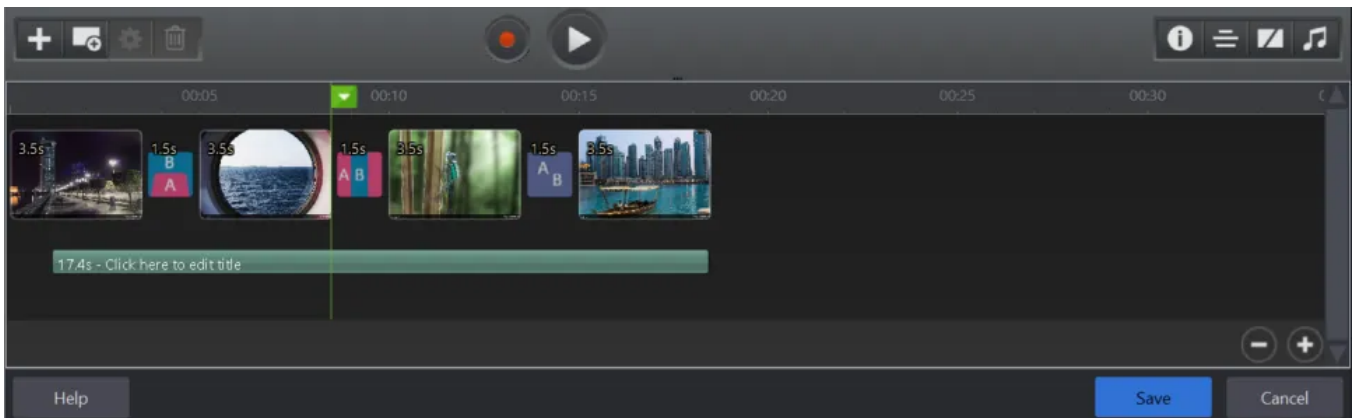 00:05 00:10 00:15 00:20 00:25 00:30
3.5s B A 1.5s 3.5s 1.5s A B 3.5s 1.5s A B 3.5s
17.4s - Click here to edit title
Help Save Cancel